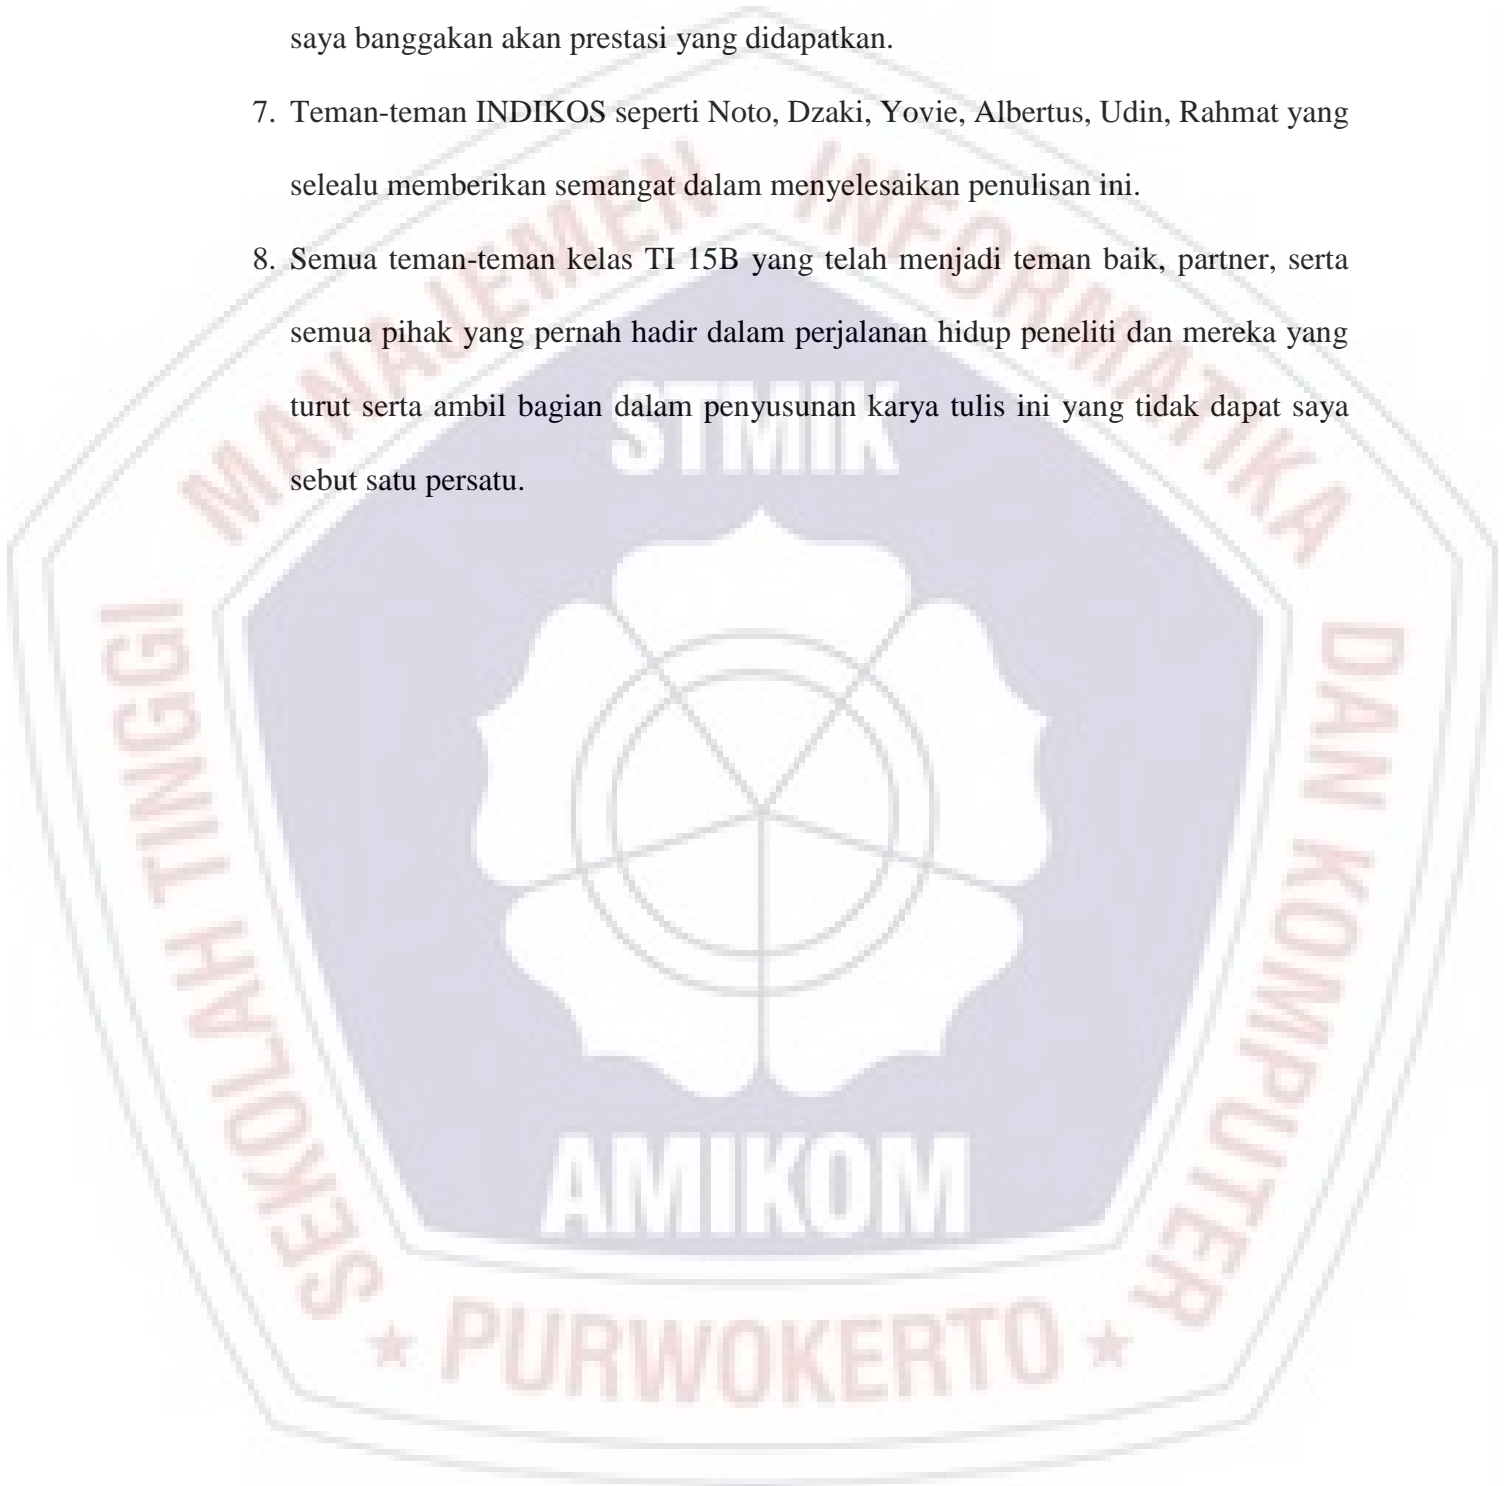 saya banggakan akan prestasi yang didapatkan.
7. Teman-teman INDIKOS seperti Noto, Dzaki, Yovie, Albertus, Udin, Rahmat yang
selealu memberikan semangat dalam menyelesaikan penulisan ini.
8. Semua teman-teman kelas TI 15B yang telah menjadi teman baik, partner, serta
semua pihak yang pernah hadir dalam perjalanan hidup peneliti dan mereka yang
turut serta ambil bagian dalam penyusunan karya tulis ini yang tidak dapat saya
sebut satu persatu.
SEKOLAH TINGGI MANAJEMEN INFORMATIKA DAN KOMPUTER
STMIK
AMIKOM
★ PURWOKERTO ★